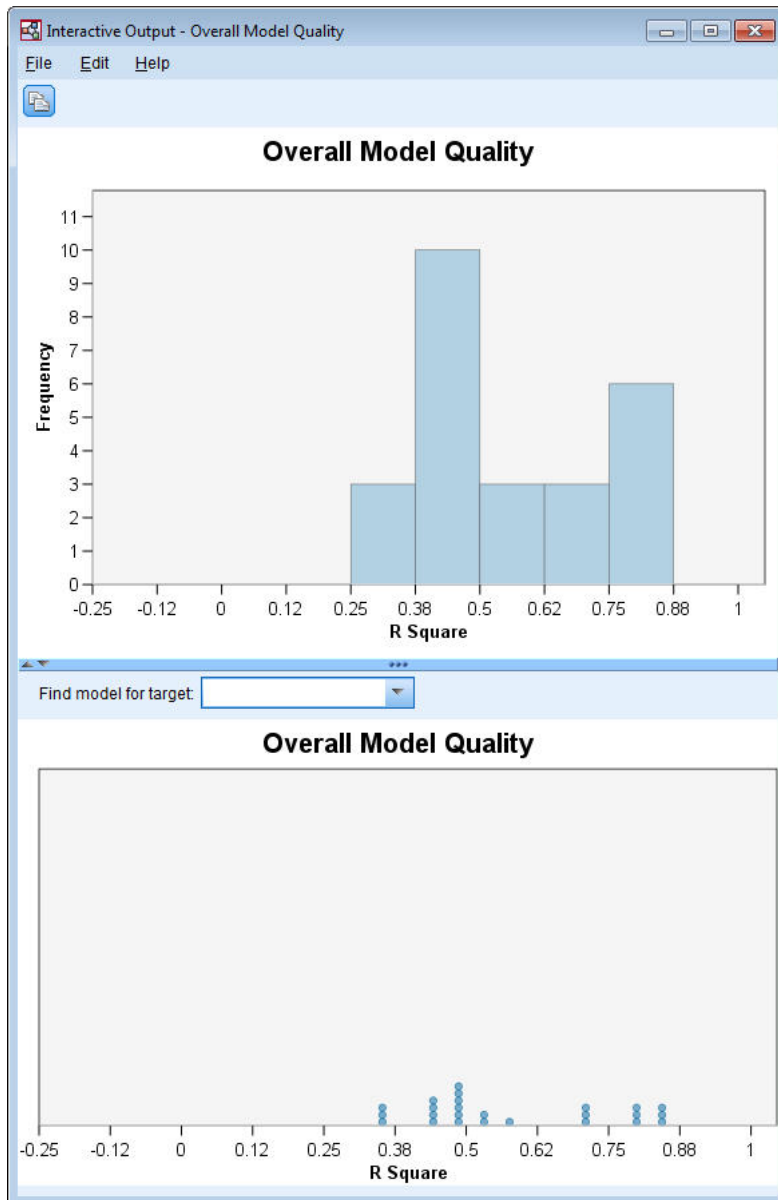 Interactive Output - Overall Model Quality
File Edit Help
Overall Model Quality
11
10
9
8
7
6
5
4
3
2
1
0
Frequency
-0.25 -0.12 0 0.12 0.25 0.38 0.5 0.62 0.75 0.88 1
R Square
Find model for target:
Overall Model Quality
-0.25 -0.12 0 0.12 0.25 0.38 0.5 0.62 0.75 0.88 1
R Square